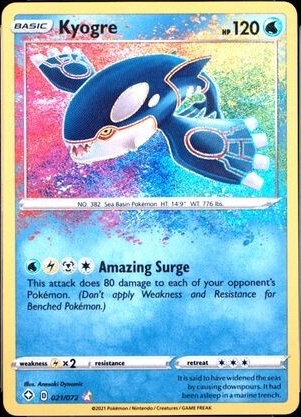 BASIC
Kyogre
HP 120
NO. 382 Sea Basin Pokémon HT: 14'9" WT: 776 lbs.
Amazing Surge
This attack does 80 damage to each of your opponent's
Pokémon. (Don't apply Weakness and Resistance for
Benched Pokémon.)
weakness ×2 resistance retreat
Illus. Anesaki Dynamic
It is said to have widened the seas
by causing downpours. It had
been asleep in a marine trench.
D 021/072
©2021 Pokémon / Nintendo / Creatures / GAME FREAK